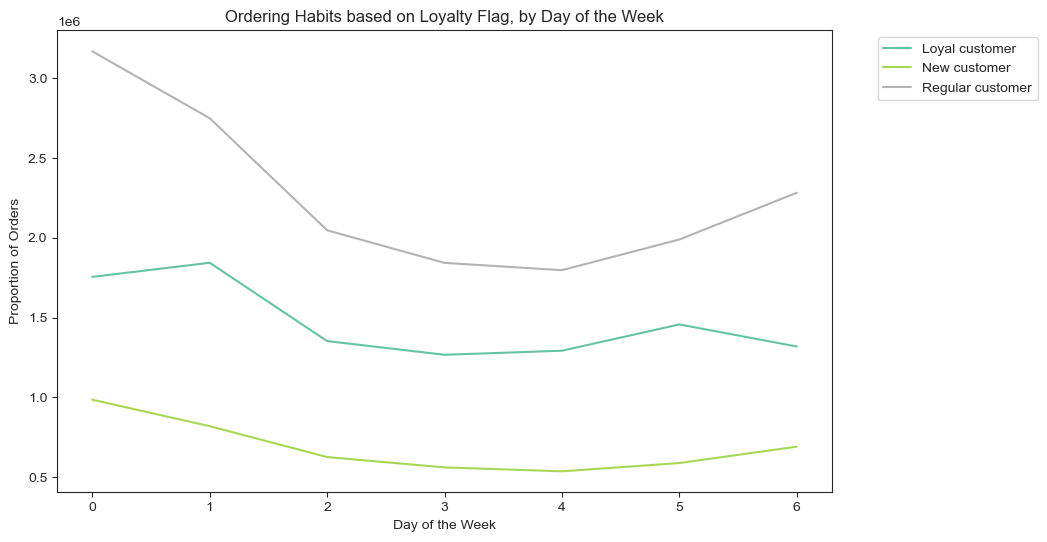 Ordering Habits based on Loyalty Flag, by Day of the Week
1e6
Loyal customer
New customer
Regular customer
3.0
2.5
2.0
1.5
1.0
0.5
Proportion of Orders
0 1 2 3 4 5 6
Day of the Week